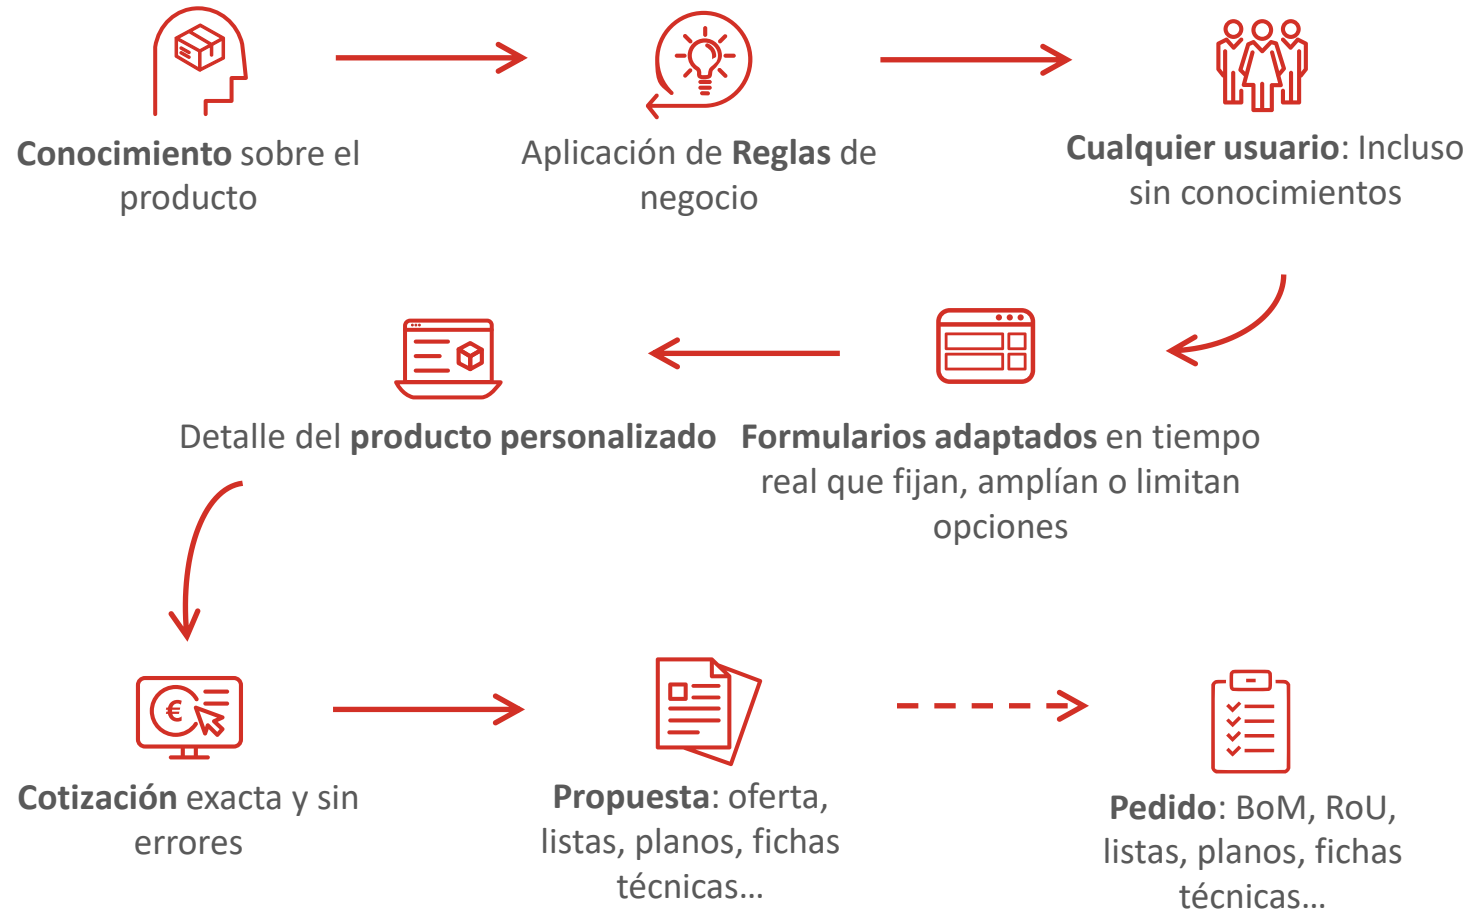 Conocimiento sobre el
producto
Aplicación de Reglas de
negocio
Cualquier usuario: Incluso
sin conocimientos
Detalle del producto personalizado
Formularios adaptados en tiempo
real que fijan, amplían o limitan
opciones
€
Cotización exacta y sin
errores
Propuesta: oferta,
listas, planos, fichas
técnicas...
Pedido: BoM, RoU,
listas, planos, fichas
técnicas...